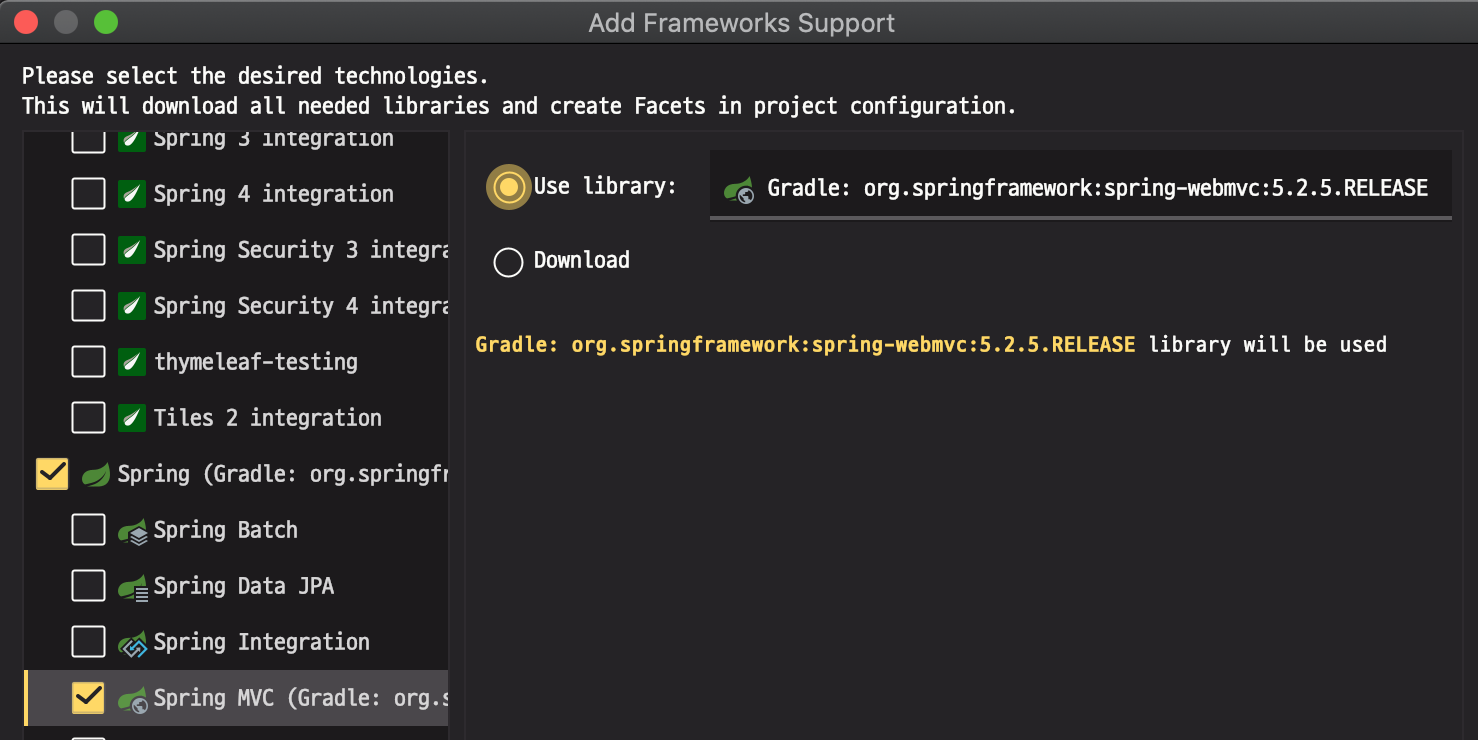 Add Frameworks Support
Please select the desired technologies.
This will download all needed libraries and create Facets in project configuration.
Spring 3 integration
Spring 4 integration
Spring Security 3 integra
Spring Security 4 integra
thymeleaf-testing
Tiles 2 integration
Spring (Gradle: org.springfr
Spring Batch
Spring Data JPA
Spring Integration
Spring MVC (Gradle: org.s
Use library:
Gradle: org.springframework:spring-webmvc:5.2.5.RELEASE
Download
Gradle: org.springframework:spring-webmvc:5.2.5.RELEASE library will be used